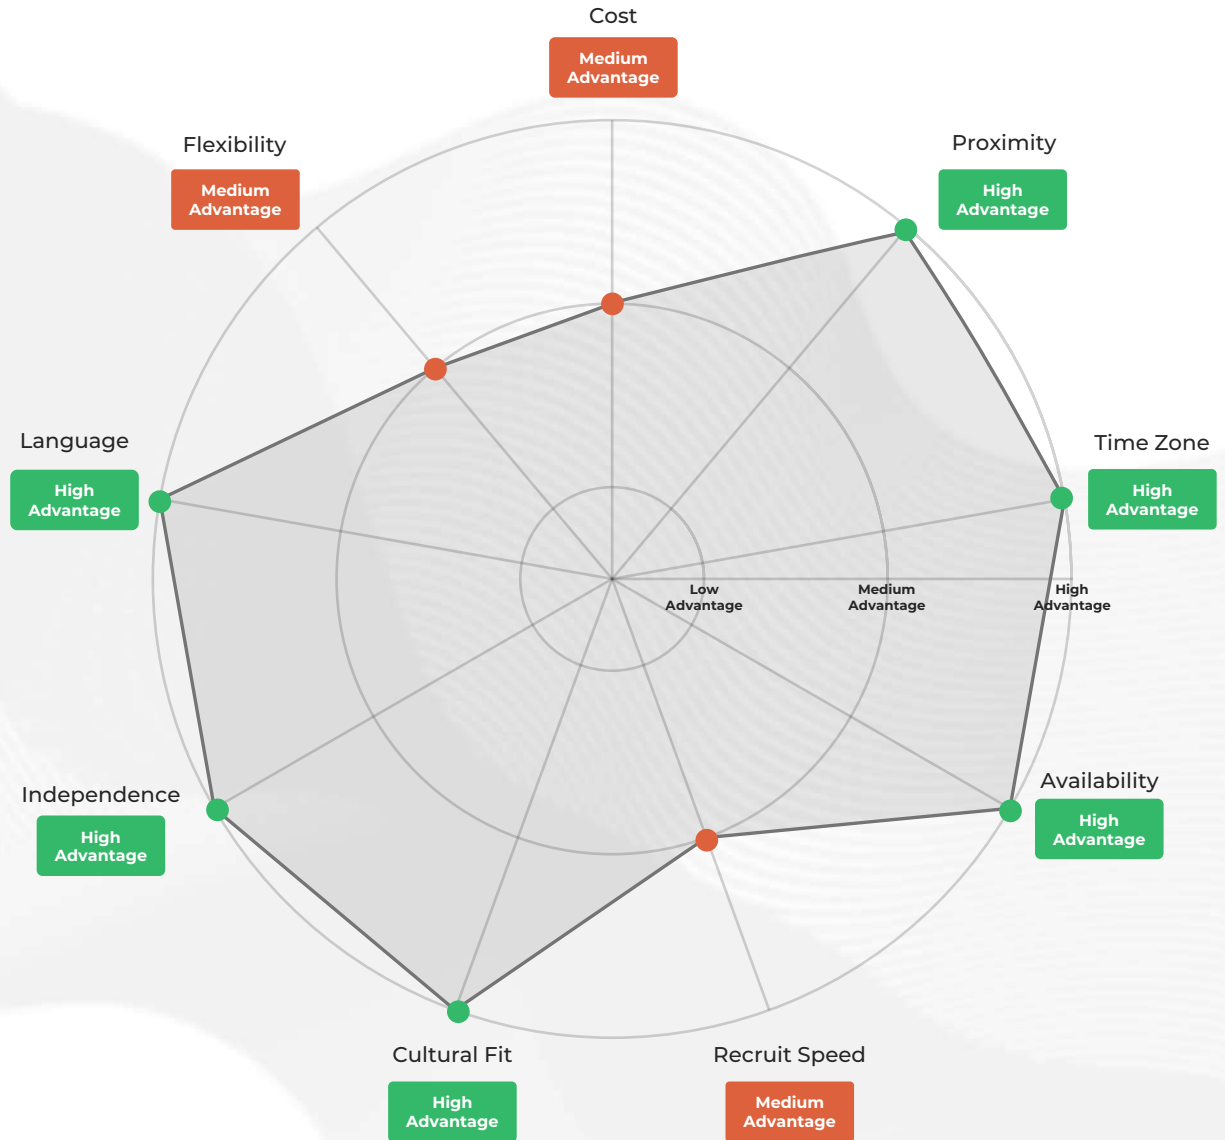 Cost
Medium
Advantage
Flexibility
Medium
Advantage
Proximity
High
Advantage
Language
High
Advantage
Time Zone
High
Advantage
Low
Advantage
Medium
Advantage
High
Advantage
Independence
High
Advantage
Availability
High
Advantage
Cultural Fit
High
Advantage
Recruit Speed
Medium
Advantage